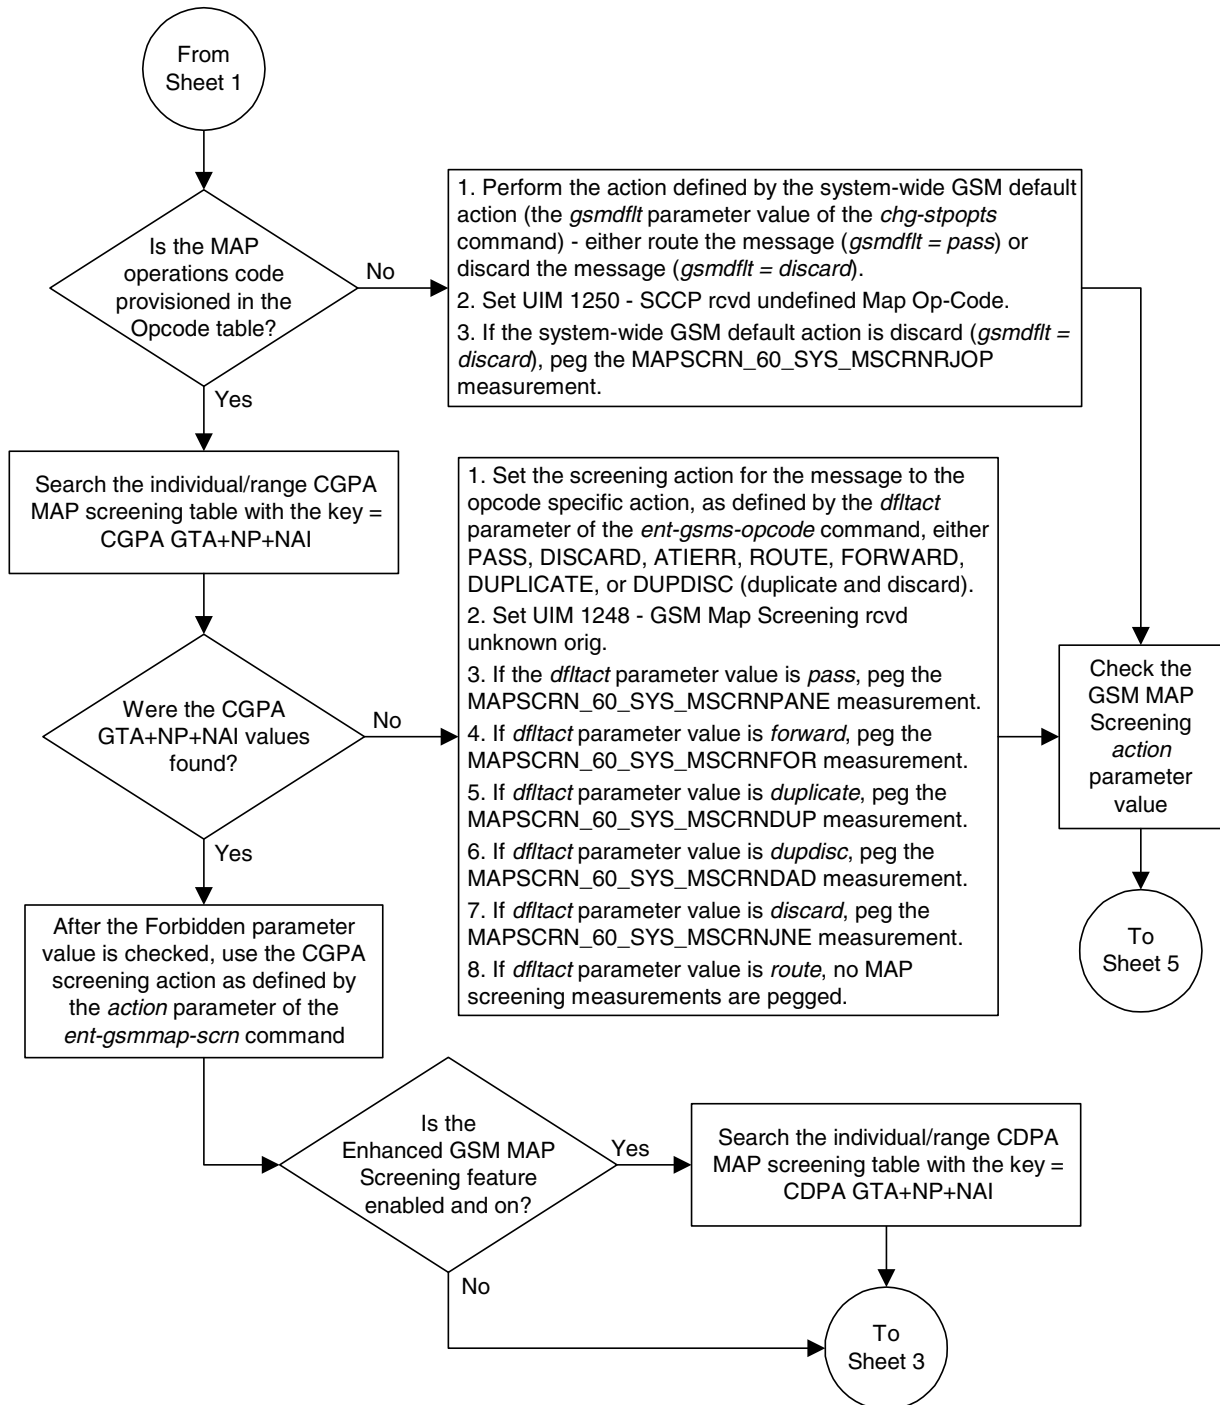 From
Sheet 1
Is the MAP
operations code
provisioned in the
Opcode table?
No
1. Perform the action defined by the system-wide GSM default
action (the gsmdflt parameter value of the chg-stpopts
command) - either route the message (gsmdflt = pass) or
discard the message (gsmdflt = discard).
2. Set UIM 1250 - SCCP rcvd undefined Map Op-Code.
3. If the system-wide GSM default action is discard (gsmdflt =
discard), peg the MAPSCRN_60_SYS_MSCRNRJOP
measurement.
Yes
Search the individual/range CGPA
MAP screening table with the key =
CGPA GTA+NP+NAI
Were the CGPA
GTA+NP+NAI values
found?
No
1. Set the screening action for the message to the
opcode specific action, as defined by the dfltact
parameter of the ent-gsms-opcode command, either
PASS, DISCARD, ATIERR, ROUTE, FORWARD,
DUPLICATE, or DUPDISC (duplicate and discard).
2. Set UIM 1248 - GSM Map Screening rcvd
unknown orig.
3. If the dfltact parameter value is pass, peg the
MAPSCRN_60_SYS_MSCRNPANE measurement.
4. If dfltact parameter value is forward, peg the
MAPSCRN_60_SYS_MSCRNFOR measurement.
5. If dfltact parameter value is duplicate, peg the
MAPSCRN_60_SYS_MSCRNDUP measurement.
6. If dfltact parameter value is dupdisc, peg the
MAPSCRN_60_SYS_MSCRNDAD measurement.
7. If dfltact parameter value is discard, peg the
MAPSCRN_60_SYS_MSCRNJNE measurement.
8. If dfltact parameter value is route, no MAP
screening measurements are pegged.
Check the
GSM MAP
Screening
action
parameter
value
To
Sheet 5
Yes
After the Forbidden parameter
value is checked, use the CGPA
screening action as defined by
the action parameter of the
ent-gsmmap-scrn command
Is the
Enhanced GSM MAP
Screening feature
enabled and on?
Yes
Search the individual/range CDPA
MAP screening table with the key =
CDPA GTA+NP+NAI
No
To
Sheet 3